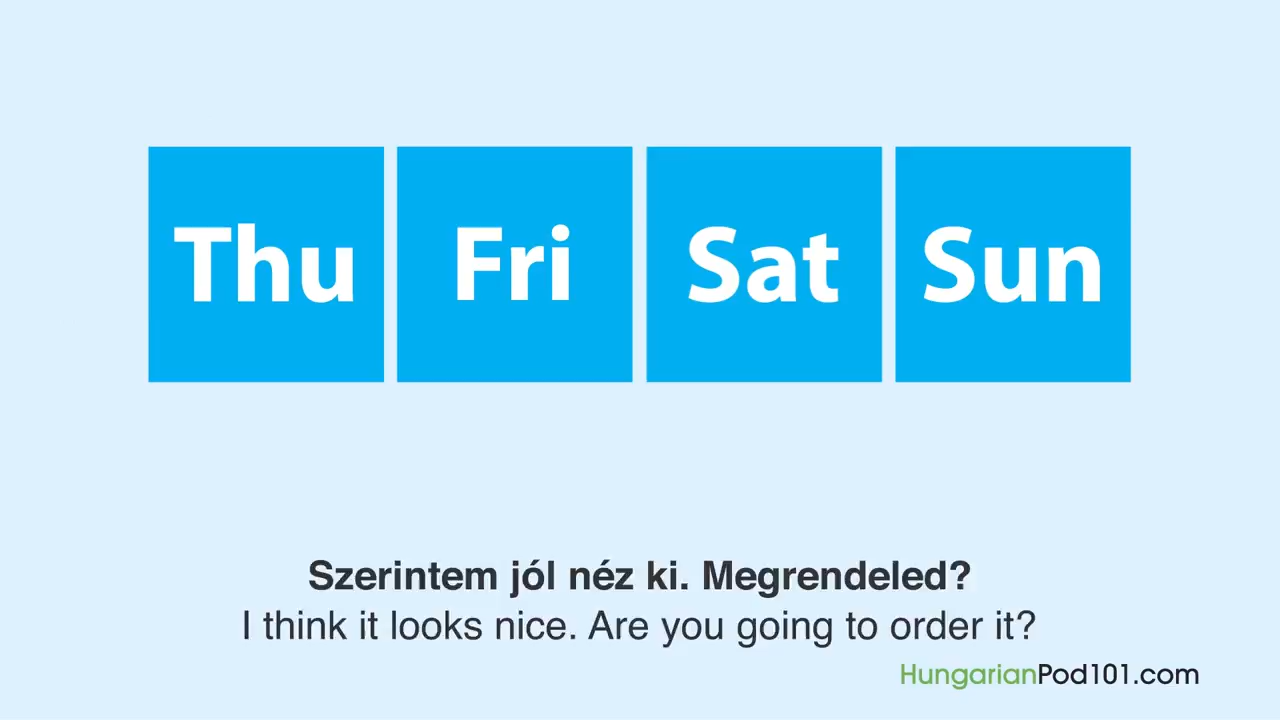 Thu Fri Sat Sun
Szerintem jól néz ki. Megrendeled?
I think it looks nice. Are you going to order it?
HungarianPod101.com